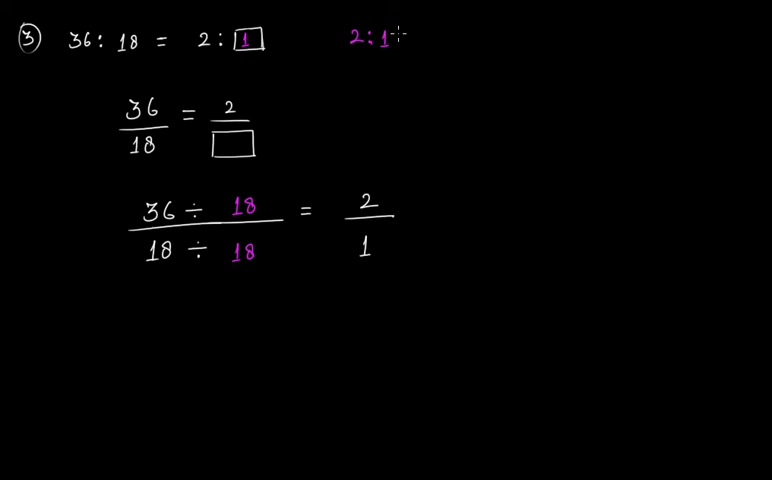 ③ 36 : 18 = 2 : 1 2 : 1
36/18 = 2/□
36 ÷ 18 / 18 ÷ 18 = 2/1